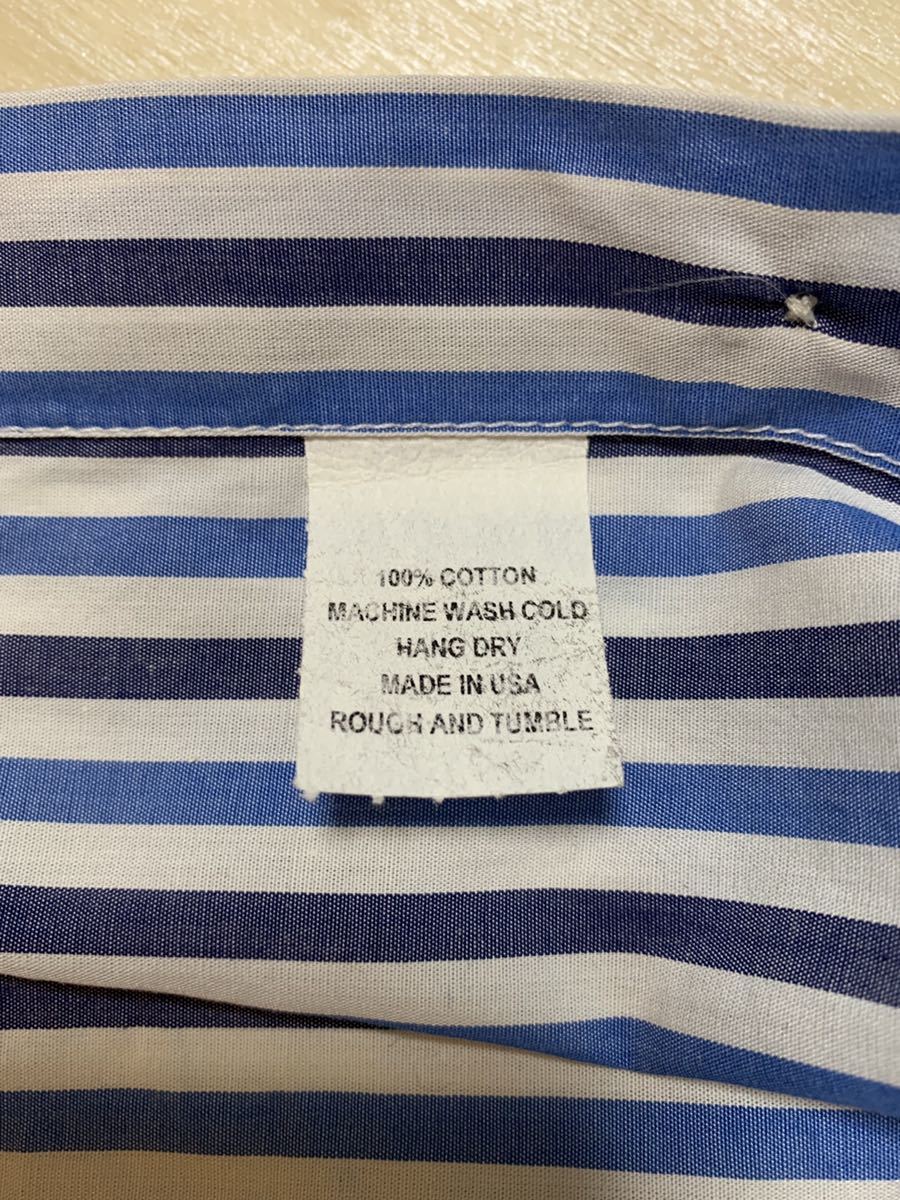 100% COTTON
MACHINE WASH COLD
HANG DRY
MADE IN USA
ROUGH AND TUMBLE